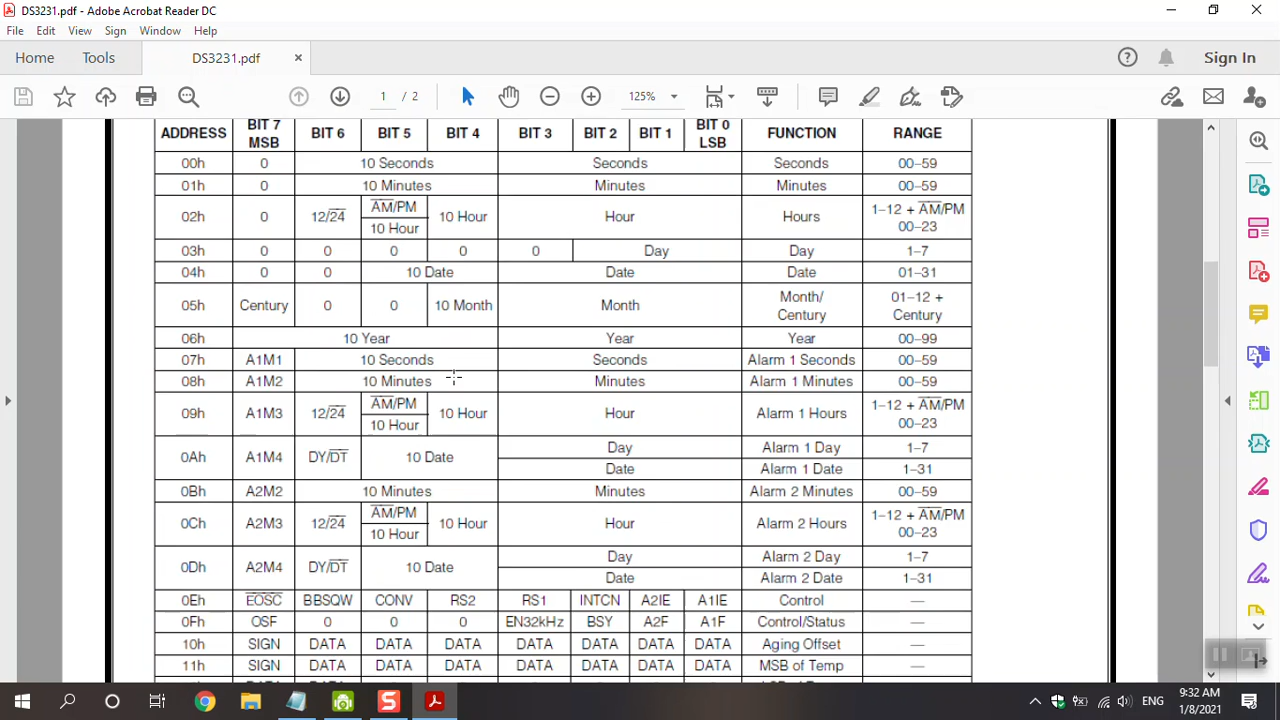 DS3231.pdf - Adobe Acrobat Reader DC
File Edit View Sign Window Help
Home Tools DS3231.pdf × Sign In
1 / 2 125%
ADDRESS BIT 7 MSB BIT 6 BIT 5 BIT 4 BIT 3 BIT 2 BIT 1 BIT 0 LSB FUNCTION RANGE
00h 0 10 Seconds Seconds Seconds 00–59
01h 0 10 Minutes Minutes Minutes 00–59
02h 0 12/24 AM/PM 10 Hour 10 Hour Hour Hours 1–12 + AM/PM 00–23
03h 0 0 0 0 0 Day Day 1–7
04h 0 0 10 Date Date Date 01–31
05h Century 0 0 10 Month Month Month/ Century 01–12 + Century
06h 10 Year Year Year 00–99
07h A1M1 10 Seconds Seconds Alarm 1 Seconds 00–59
08h A1M2 10 Minutes Minutes Alarm 1 Minutes 00–59
09h A1M3 12/24 AM/PM 10 Hour 10 Hour Hour Alarm 1 Hours 1–12 + AM/PM 00–23
0Ah A1M4 DY/DT 10 Date Day Alarm 1 Day 1–7
Date Alarm 1 Date 1–31
0Bh A2M2 10 Minutes Minutes Alarm 2 Minutes 00–59
0Ch A2M3 12/24 AM/PM 10 Hour 10 Hour Hour Alarm 2 Hours 1–12 + AM/PM 00–23
0Dh A2M4 DY/DT 10 Date Day Alarm 2 Day 1–7
Date Alarm 2 Date 1–31
0Eh EOSC BBSQW CONV RS2 RS1 INTCN A2IE A1IE Control —
0Fh OSF 0 0 0 EN32kHz BSY A2F A1F Control/Status —
10h SIGN DATA DATA DATA DATA DATA DATA DATA Aging Offset —
11h SIGN DATA DATA DATA DATA DATA DATA DATA MSB of Temp —
ENG 9:32 AM
1/8/2021